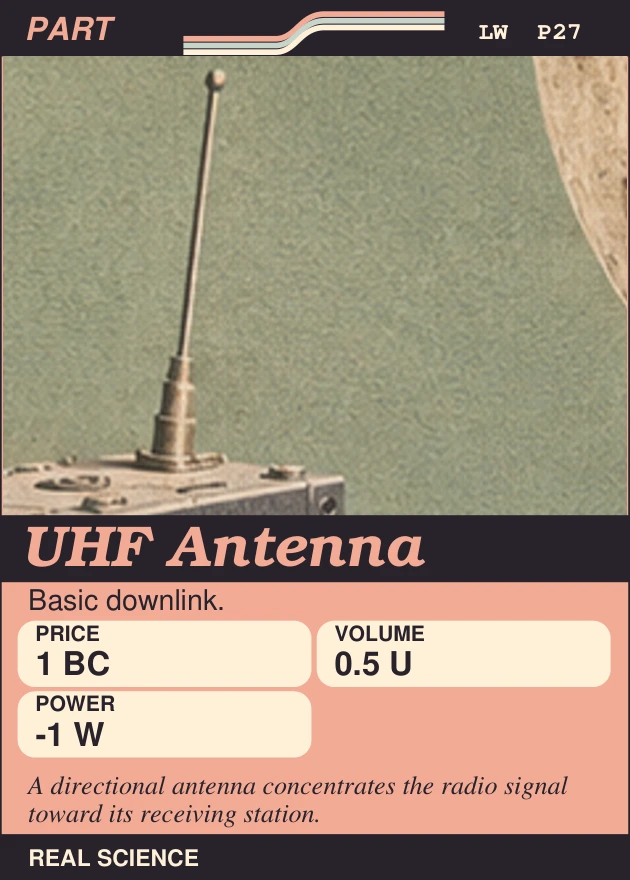 PART
LW P27
UHF Antenna
Basic downlink.
PRICE
1 BC
VOLUME
0.5 U
POWER
-1 W
A directional antenna concentrates the radio signal
toward its receiving station.
REAL SCIENCE